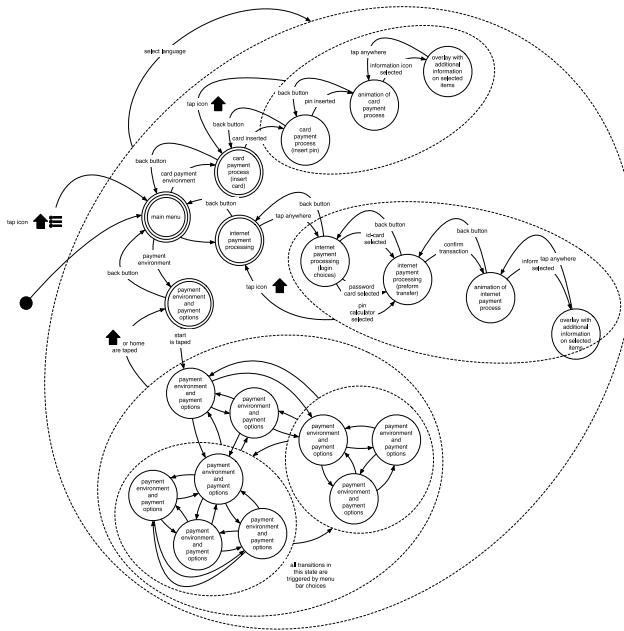 select language
tap anywhere
information icon
selected
overlay with
additional
information
on selected
items
back button
pin inserted
animation of
card
payment
process
tap icon
back button
card inserted
card
payment
process
(insert pin)
back button
card payment
environment
card
payment
process
(insert
card)
tap icon
main menu
back button
tap anywhere
internet
payment
processing
back button
id-card
selected
back button
internet
payment
processing
(login
choices)
password
card selected
pin
calculator
selected
internet
payment
processing
(preform
transfer)
confirm
transaction
back button
inform
selected
tap anywhere
animation of
internet
payment
process
overlay with
additional
information
on selected
items
tap icon
payment
environment
back button
payment
environment
and
payment
options
or home
are taped
start
is taped
payment
environment
and
payment
options
payment
environment
and
payment
options
payment
environment
and
payment
options
payment
environment
and
payment
options
payment
environment
and
payment
options
payment
environment
and
payment
options
payment
environment
and
payment
options
payment
environment
and
payment
options
payment
environment
and
payment
options
all transitions in
this state are
triggered by menu
bar choices